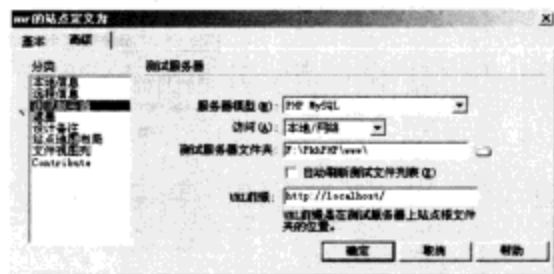 mr的站点定义为
基本 高级
分类
本地信息
远程信息
测试服务器
遮盖
设计备注
站点地图布局
文件视图列
Contribute
测试服务器
服务器模型(M): PHP MySQL
访问(A): 本地/网络
测试服务器文件夹:
自动刷新测试文件列表(R)
URL前缀: http://localhost/
URL前缀是在测试服务器上站点根文件
夹的位置。
确定 取消 帮助